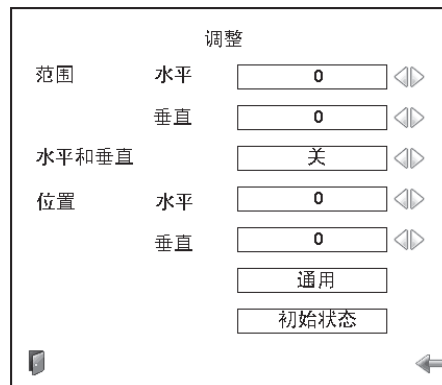 调整
范围 水平 0
垂直 0
水平和垂直 关
位置 水平 0
垂直 0
通用
初始状态